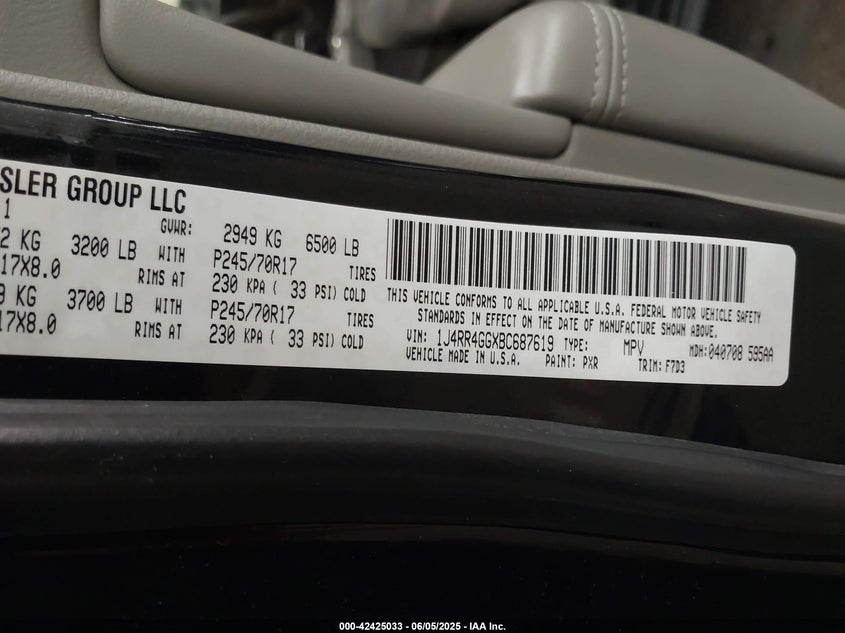 SLER GROUP LLC
1 GVWR: 2949 KG 6500 LB
2 KG 3200 LB WITH P245/70R17 TIRES
17X8.0 RIMS AT 230 KPA ( 33 PSI) COLD
KG 3700 LB WITH P245/70R17 TIRES
17X8.0 RIMS AT 230 KPA ( 33 PSI) COLD
THIS VEHICLE CONFORMS TO ALL APPLICABLE U.S.A. FEDERAL MOTOR VEHICLE SAFETY
STANDARDS IN EFFECT ON THE DATE OF MANUFACTURE SHOWN ABOVE.
VIN: 1J4RR4GGXBC687619 TYPE: MPV MDH: 040708 595AA
VEHICLE MADE IN U.S.A. PAINT: PXR TRIM: F7D3
000-42425033 - 06/05/2025 - IAA Inc.